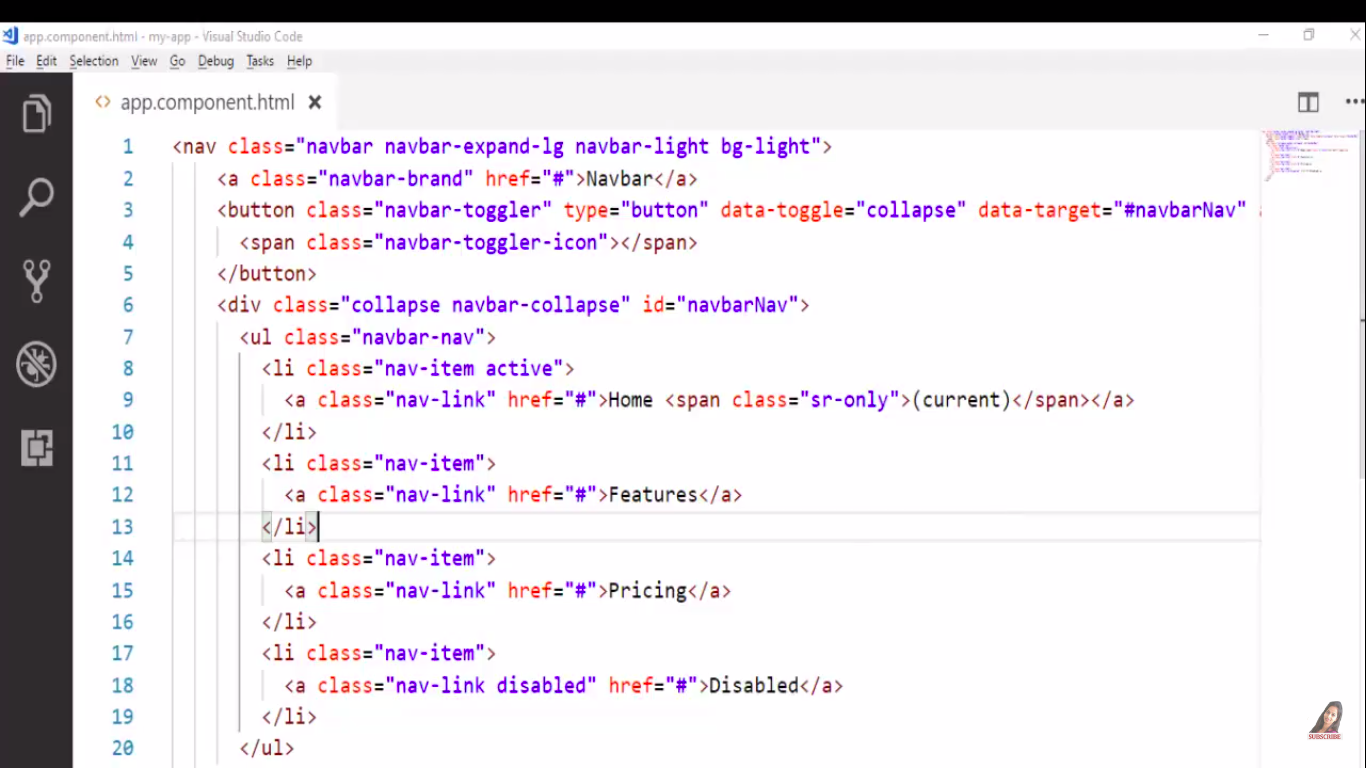 app.component.html - my-app - Visual Studio Code
File Edit Selection View Go Debug Tasks Help
<> app.component.html
1 <nav class="navbar navbar-expand-lg navbar-light bg-light">
2 <a class="navbar-brand" href="#">Navbar</a>
3 <button class="navbar-toggler" type="button" data-toggle="collapse" data-target="#navbarNav"
4 <span class="navbar-toggler-icon"></span>
5 </button>
6 <div class="collapse navbar-collapse" id="navbarNav">
7 <ul class="navbar-nav">
8 <li class="nav-item active">
9 <a class="nav-link" href="#">Home <span class="sr-only">(current)</span></a>
10 </li>
11 <li class="nav-item">
12 <a class="nav-link" href="#">Features</a>
13 </li>
14 <li class="nav-item">
15 <a class="nav-link" href="#">Pricing</a>
16 </li>
17 <li class="nav-item">
18 <a class="nav-link disabled" href="#">Disabled</a>
19 </li>
20 </ul>
SUBSCRIBE